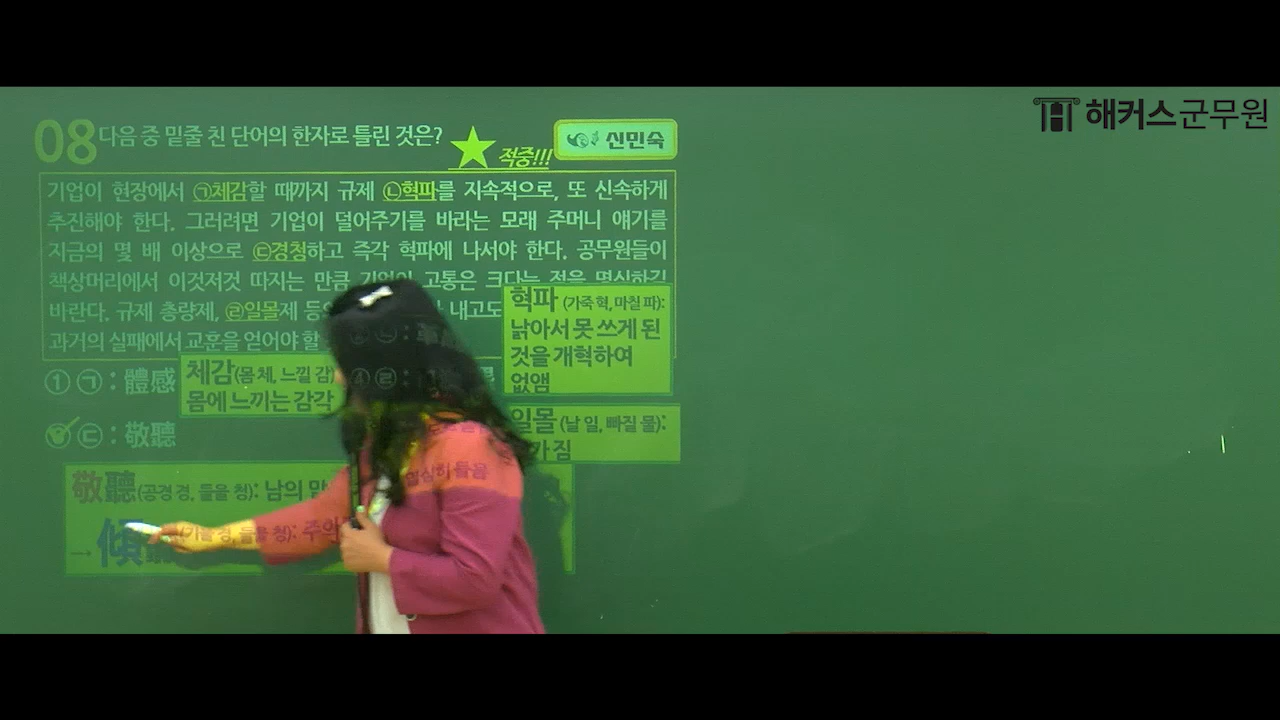 해커스군무원
08 다음 중 밑줄 친 단어의 한자로 틀린 것은?
적중!!!
신민숙
기업이 현장에서 ㉠체감할 때까지 규제 ㉡혁파를 지속적으로, 또 신속하게
추진해야 한다. 그러려면 기업이 덜어주기를 바라는 모래 주머니 얘기를
지금의 몇 배 이상으로 ㉢경청하고 즉각 혁파에 나서야 한다. 공무원들이
책상머리에서 이것저것 따지는 만큼 기업이 고통은 크다는 점을 명심하길
바란다. 규제 총량제, ㉣일몰제 등의 내고도
과거의 실패에서 교훈을 얻어야 할
혁파 (가죽 혁, 마칠 파):
낡아서 못 쓰게 된
것을 개혁하여
없앰
① ㉠ : 體感
체감(몸 체, 느낄 감)
몸에 느끼는 감각
④ ㉣ :
일몰 (날 일, 빠질 몰):
가 짐
㉢ : 敬聽
敬聽(공경 경, 들을 청): 남의 말
→ 傾 (기울 경, 들을 청): 주의